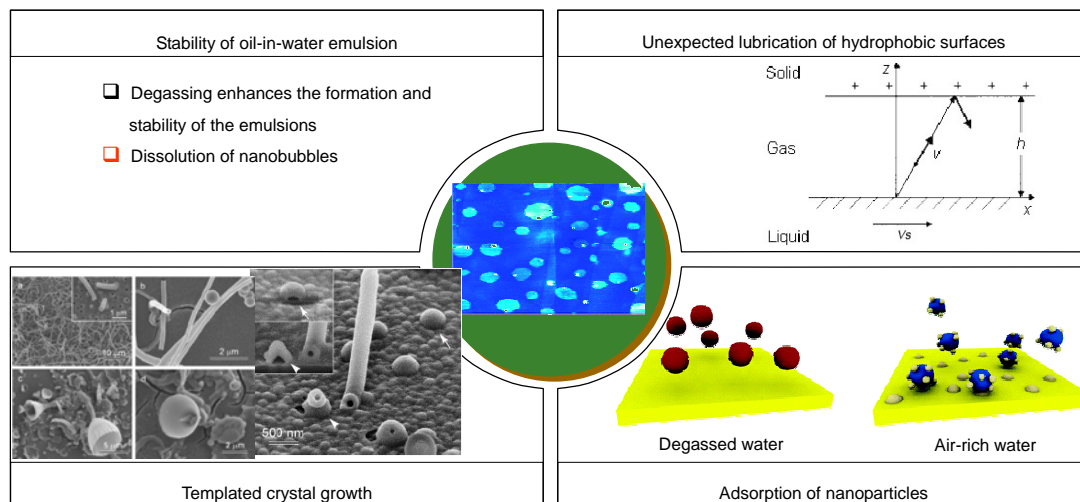 Stability of oil-in-water emulsion
Degassing enhances the formation and
stability of the emulsions
Dissolution of nanobubbles
Unexpected lubrication of hydrophobic surfaces
Solid
Z
+ + + + + +
Gas
v
h
X
Vs
Liquid
a
b
10 μm
2 μm
c
5 μm
2 μm
500 nm
Templated crystal growth
Degassed water
Air-rich water
Adsorption of nanoparticles